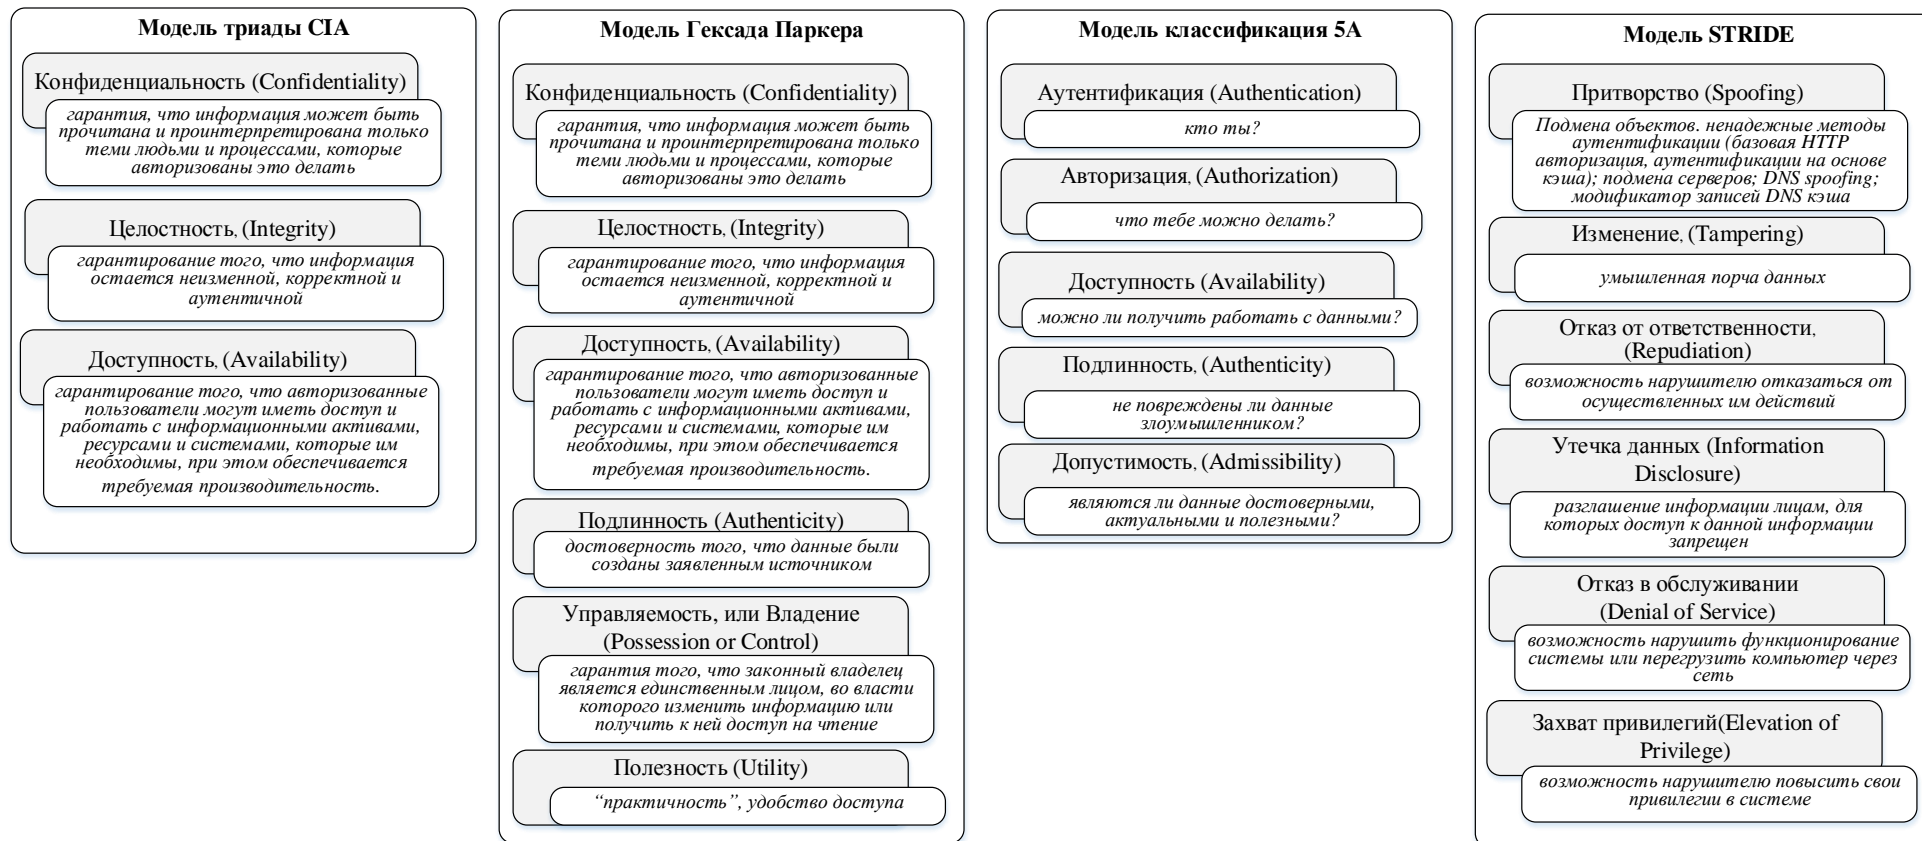 Модель триады CIA
Конфиденциальность (Confidentiality)
гарантия, что информация может быть
прочитана и проинтерпретирована только
теми людьми и процессами, которые
авторизованы это делать
Целостность, (Integrity)
гарантирование того, что информация
остается неизменной, корректной и
аутентичной
Доступность, (Availability)
гарантирование того, что авторизованные
пользователи могут иметь доступ и
работать с информационными активами,
ресурсами и системами, которые им
необходимы, при этом обеспечивается
требуемая производительность.
Модель Гексада Паркера
Конфиденциальность (Confidentiality)
гарантия, что информация может быть
прочитана и проинтерпретирована только
теми людьми и процессами, которые
авторизованы это делать
Целостность, (Integrity)
гарантирование того, что информация
остается неизменной, корректной и
аутентичной
Доступность, (Availability)
гарантирование того, что авторизованные
пользователи могут иметь доступ и
работать с информационными активами,
ресурсами и системами, которые им
необходимы, при этом обеспечивается
требуемая производительность.
Подлинность (Authenticity)
достоверность того, что данные были
созданы заявленным источником
Управляемость, или Владение
(Possession or Control)
гарантия того, что законный владелец
является единственным лицом, во власти
которого изменить информацию или
получить к ней доступ на чтение
Полезность (Utility)
“практичность”, удобство доступа
Модель классификация 5А
Аутентификация (Authentication)
кто ты?
Авторизация, (Authorization)
что тебе можно делать?
Доступность (Availability)
можно ли получить работать с данными?
Подлинность, (Authenticity)
не повреждены ли данные
злоумышленником?
Допустимость, (Admissibility)
являются ли данные достоверными,
актуальными и полезными?
Модель STRIDE
Притворство (Spoofing)
Подмена объектов. ненадежные методы
аутентификации (базовая HTTP
авторизация, аутентификации на основе
кэша); подмена серверов; DNS spoofing;
модификатор записей DNS кэша
Изменение, (Tampering)
умышленная порча данных
Отказ от ответственности,
(Repudiation)
возможность нарушителю отказаться от
осуществленных им действий
Утечка данных (Information
Disclosure)
разглашение информации лицам, для
которых доступ к данной информации
запрещен
Отказ в обслуживании
(Denial of Service)
возможность нарушить функционирование
системы или перегрузить компьютер через
сеть
Захват привилегий(Elevation of
Privilege)
возможность нарушителю повысить свои
привилегии в системе